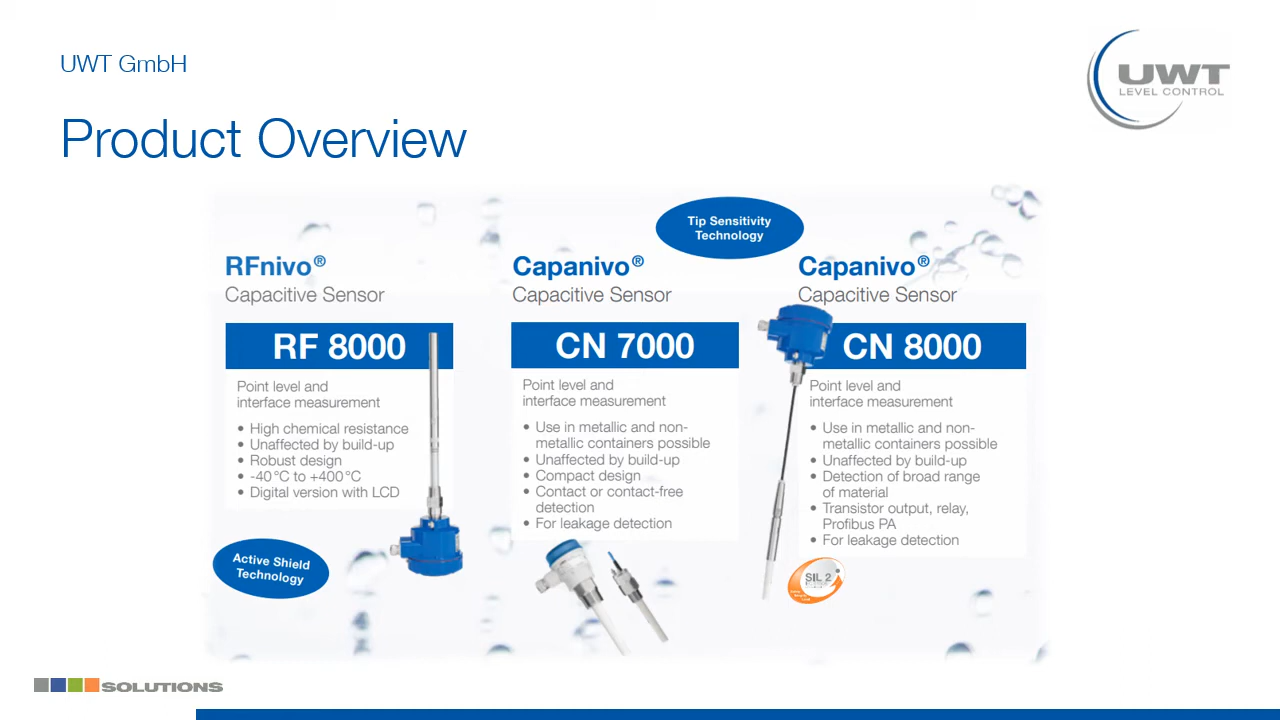 UWT GmbH
UWT
LEVEL CONTROL
Product Overview
Tip Sensitivity
Technology
RFnivo®
Capacitive Sensor
RF 8000
Point level and
interface measurement
• High chemical resistance
• Unaffected by build-up
• Robust design
• -40°C to +400°C
• Digital version with LCD
Active Shield
Technology
Capanivo®
Capacitive Sensor
CN 7000
Point level and
interface measurement
• Use in metallic and non-
metallic containers possible
• Unaffected by build-up
• Compact design
• Contact or contact-free
detection
• For leakage detection
Capanivo®
Capacitive Sensor
CN 8000
Point level and
interface measurement
• Use in metallic and non-
metallic containers possible
• Unaffected by build-up
• Detection of broad range
of material
• Transistor output, relay,
Profibus PA
• For leakage detection
SIL 2
SOLUTIONS